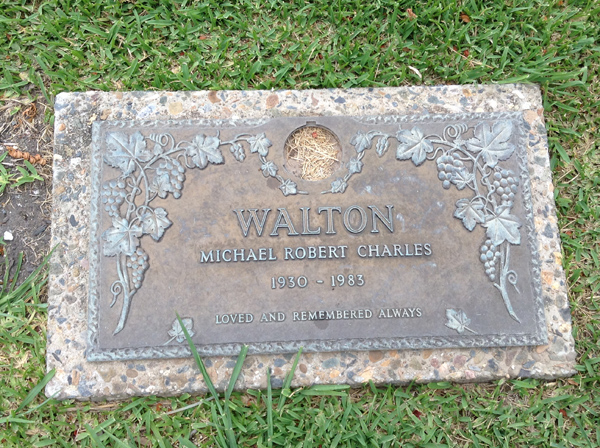 WALTON
MICHAEL ROBERT CHARLES
1930 - 1983
LOVED AND REMEMBERED ALWAYS